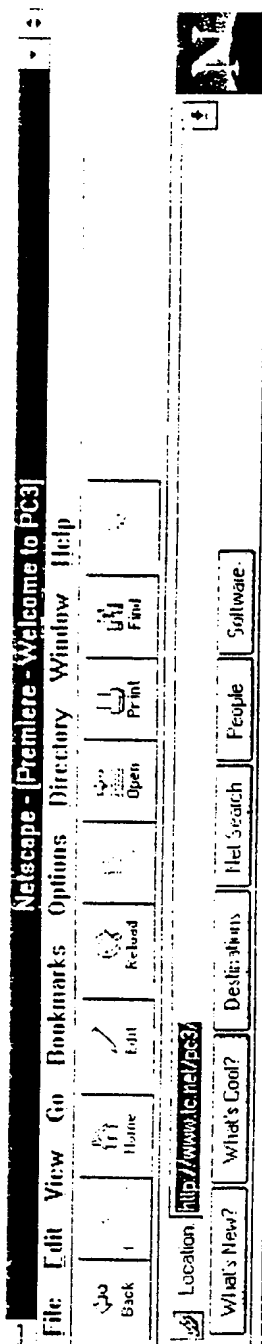 Netscape - [Premiere - Welcome to PC3]
File Edit View Go Bookmarks Options Directory Window Help
Back Home Edit Reload Open Print Find
Location: http://www.tc.net/pc3/
What's New? What's Cool? Destinations Net Search People Software
N